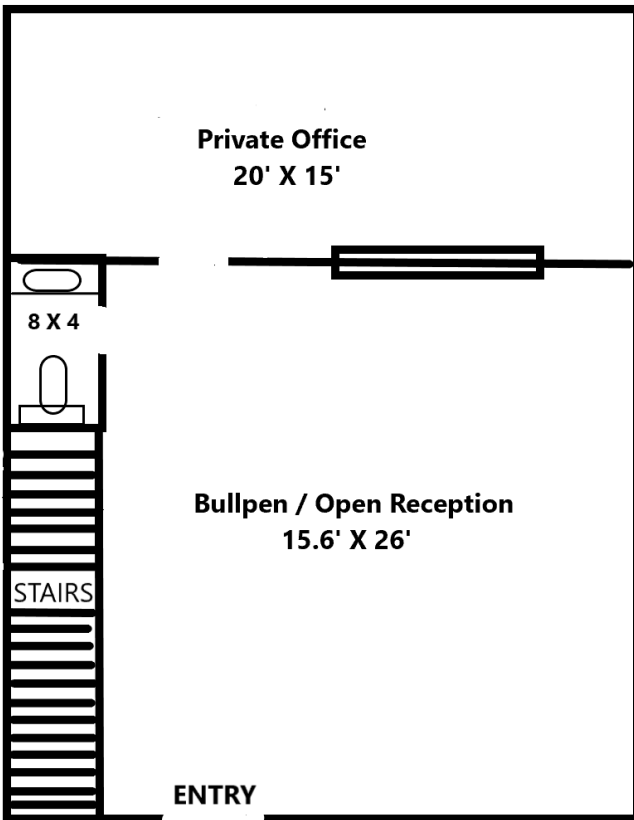 Private Office
20' X 15'
8 X 4
Bullpen / Open Reception
15.6' X 26'
STAIRS
ENTRY